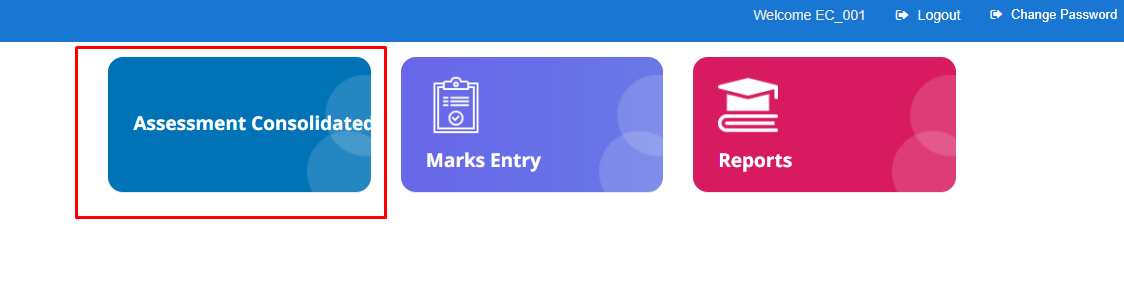 Welcome EC_001 Logout Change Password
Assessment Consolidated
Marks Entry
Reports